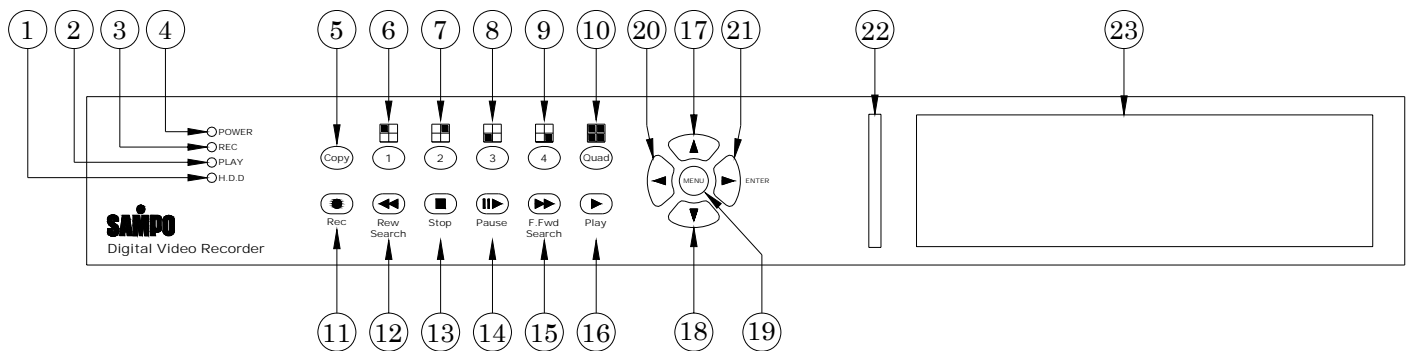 1 2 3 4 5 6 7 8 9 10 20 17 21 22 23
POWER
REC
PLAY
H.D.D
Copy 1 2 3 4 Quad
MENU ENTER
Rec Rew Search Stop Pause F.Fwd Search Play
SAMPO
Digital Video Recorder
11 12 13 14 15 16 18 19